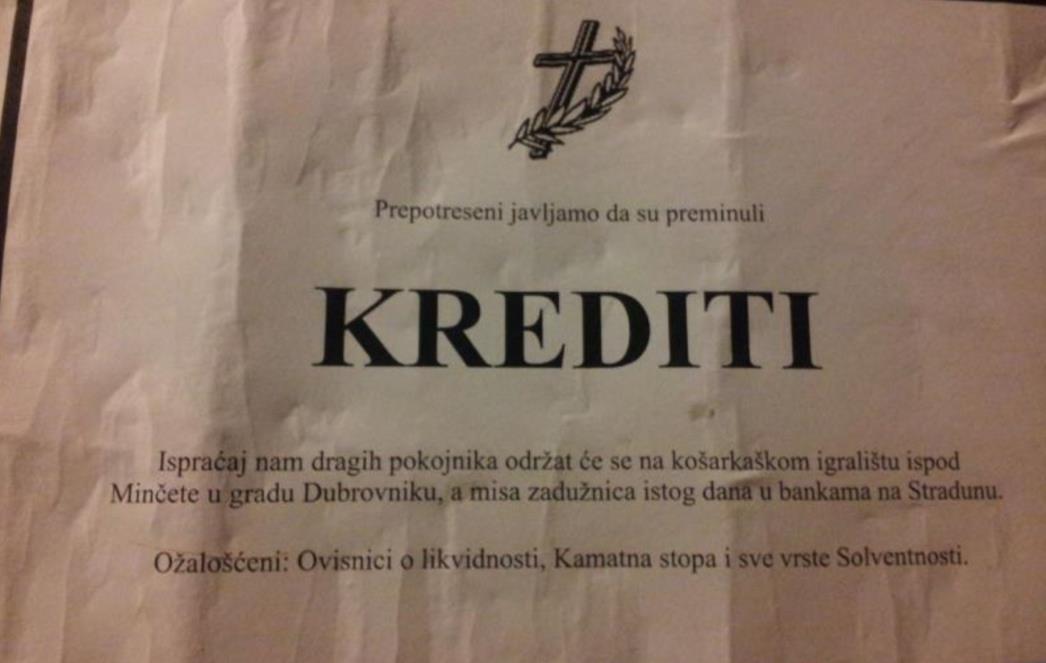 Prepotreseni javljamo da su preminuli
KREDITI
Ispraćaj nam dragih pokojnika održat će se na košarkaškom igralištu ispod
Minčete u gradu Dubrovniku, a misa zadužnica istog dana u bankama na Stradunu.
Ožalošćeni: Ovisnici o likvidnosti, Kamatna stopa i sve vrste Solventnosti.